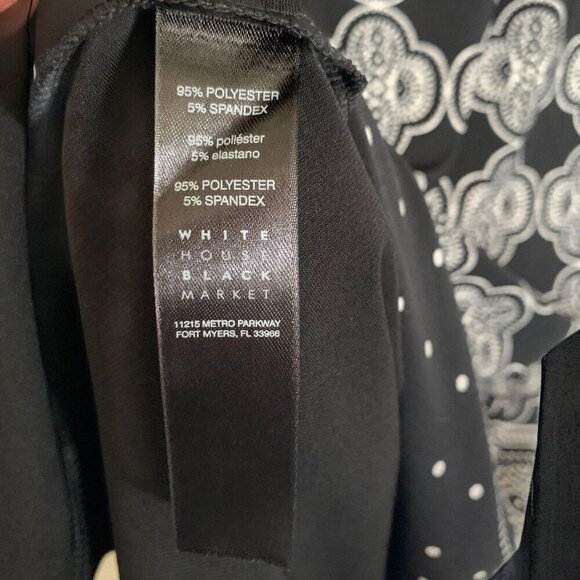 95% POLYESTER
5% SPANDEX
95% poliéster
5% elastano
95% POLYESTER
5% SPANDEX
WHITE
HOUSE
BLACK
MARKET
11215 METRO PARKWAY
FORT MYERS, FL 33966